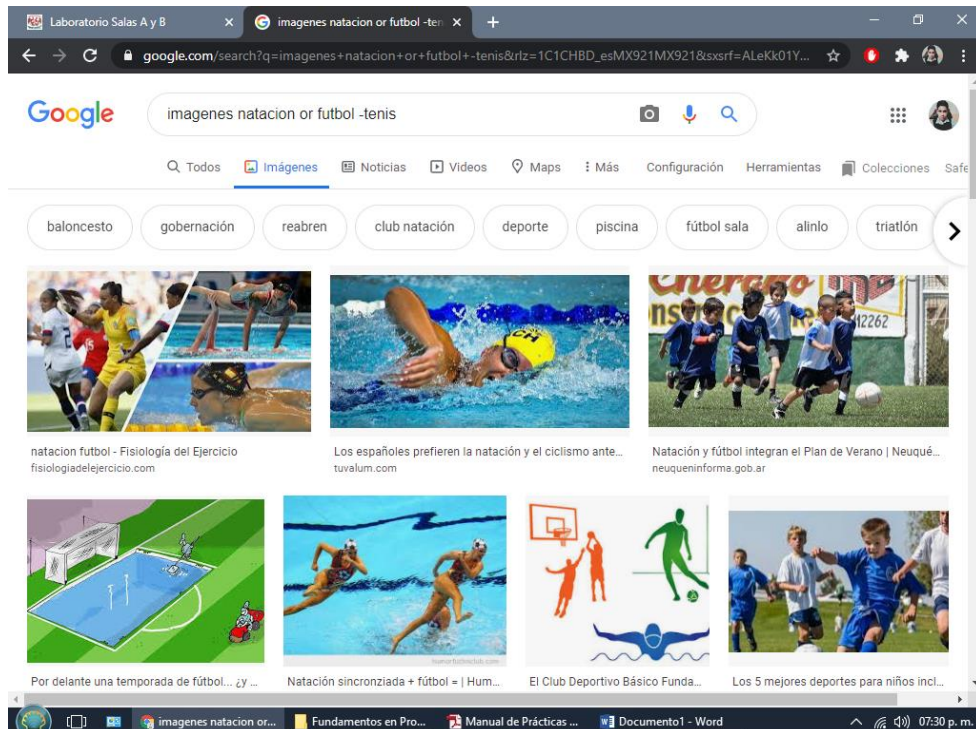 Laboratorio Salas A y B
imagenes natacion or futbol -ten
google.com/search?q=imagenes+natacion+or+futbol+-tenis&rlz=1C1CHBD_esMX921MX921&sxsrf=ALeKk01Y...
Google
imagenes natacion or futbol -tenis
Todos Imágenes Noticias Videos Maps Más Configuración Herramientas Colecciones Safe
baloncesto gobernación reabren club natación deporte piscina fútbol sala alinlo triatlón
CH
12262
natacion futbol - Fisiología del Ejercicio
fisiologiadelejercicio.com
Los españoles prefieren la natación y el ciclismo ante...
tuvalum.com
Natación y fútbol integran el Plan de Verano | Neuqué...
neuqueninforma.gob.ar
Por delante una temporada de fútbol... ¿y ...
Natación sincronziada + fútbol = | Hum...
El Club Deportivo Básico Funda...
Los 5 mejores deportes para niños incl...
imagenes natacion or...
Fundamentos en Pro...
Manual de Prácticas ...
Documento1 - Word
07:30 p. m.